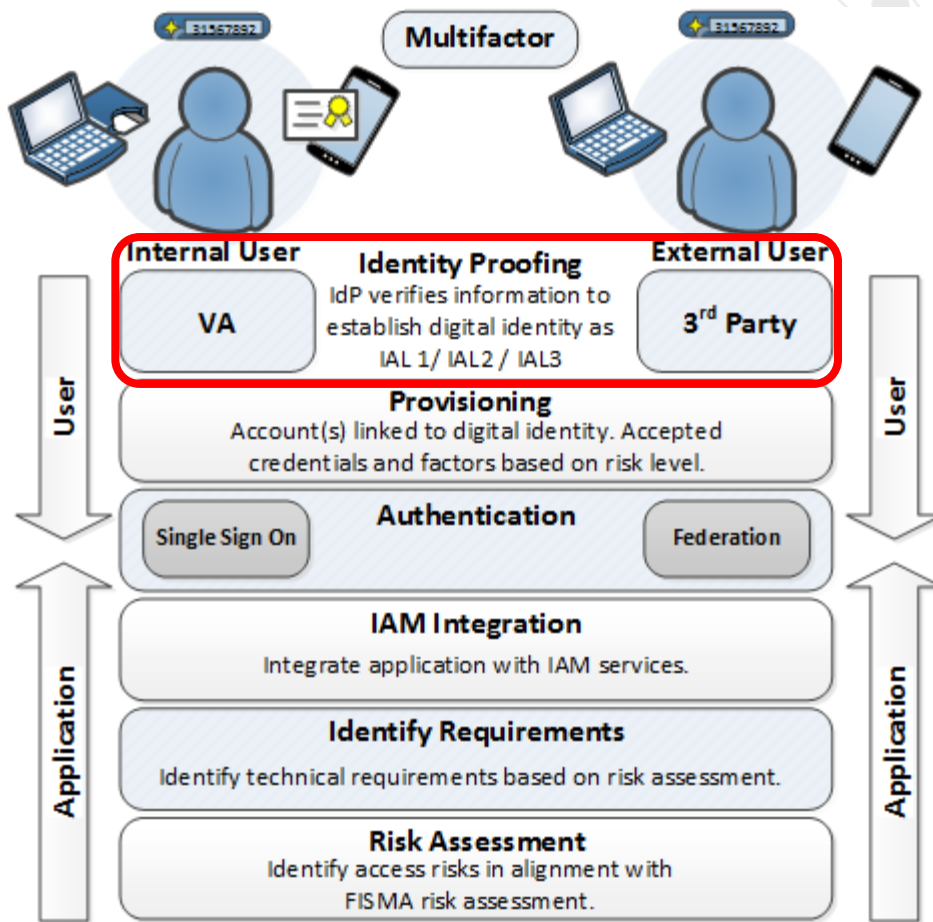 31567892
Multifactor
31567892
Internal User
External User
VA
Identity Proofing
IdP verifies information to
establish digital identity as
IAL 1/ IAL2 / IAL3
3rd Party
User
User
Provisioning
Account(s) linked to digital identity. Accepted
credentials and factors based on risk level.
Authentication
Single Sign On
Federation
Application
Application
IAM Integration
Integrate application with IAM services.
Identify Requirements
Identify technical requirements based on risk assessment.
Risk Assessment
Identify access risks in alignment with
FISMA risk assessment.